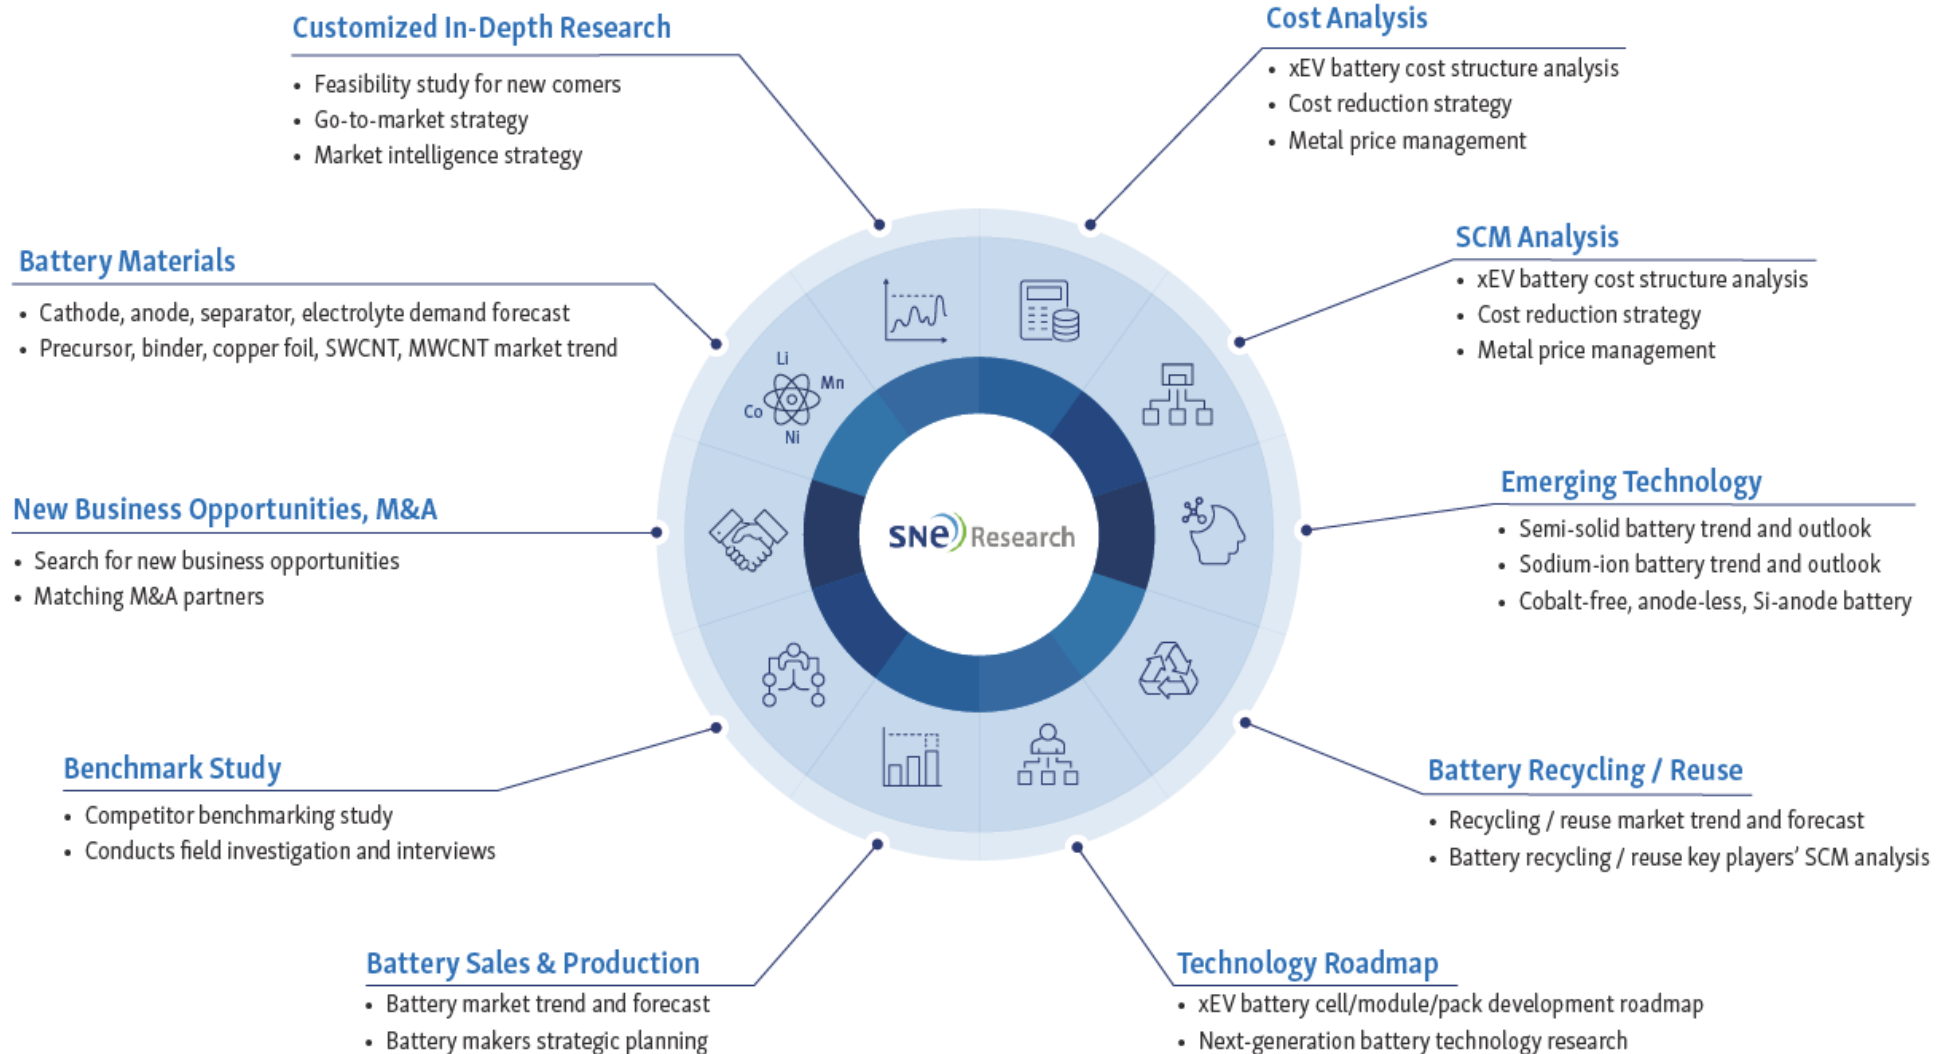 Customized In-Depth Research
• Feasibility study for new comers
• Go-to-market strategy
• Market intelligence strategy
Cost Analysis
• xEV battery cost structure analysis
• Cost reduction strategy
• Metal price management
Battery Materials
• Cathode, anode, separator, electrolyte demand forecast
• Precursor, binder, copper foil, SWCNT, MWCNT market trend
SCM Analysis
• xEV battery cost structure analysis
• Cost reduction strategy
• Metal price management
Li
Mn
Co
Ni
New Business Opportunities, M&A
• Search for new business opportunities
• Matching M&A partners
SNe Research
Emerging Technology
• Semi-solid battery trend and outlook
• Sodium-ion battery trend and outlook
• Cobalt-free, anode-less, Si-anode battery
Benchmark Study
• Competitor benchmarking study
• Conducts field investigation and interviews
Battery Recycling / Reuse
• Recycling / reuse market trend and forecast
• Battery recycling / reuse key players’ SCM analysis
Battery Sales & Production
• Battery market trend and forecast
• Battery makers strategic planning
Technology Roadmap
• xEV battery cell/module/pack development roadmap
• Next-generation battery technology research